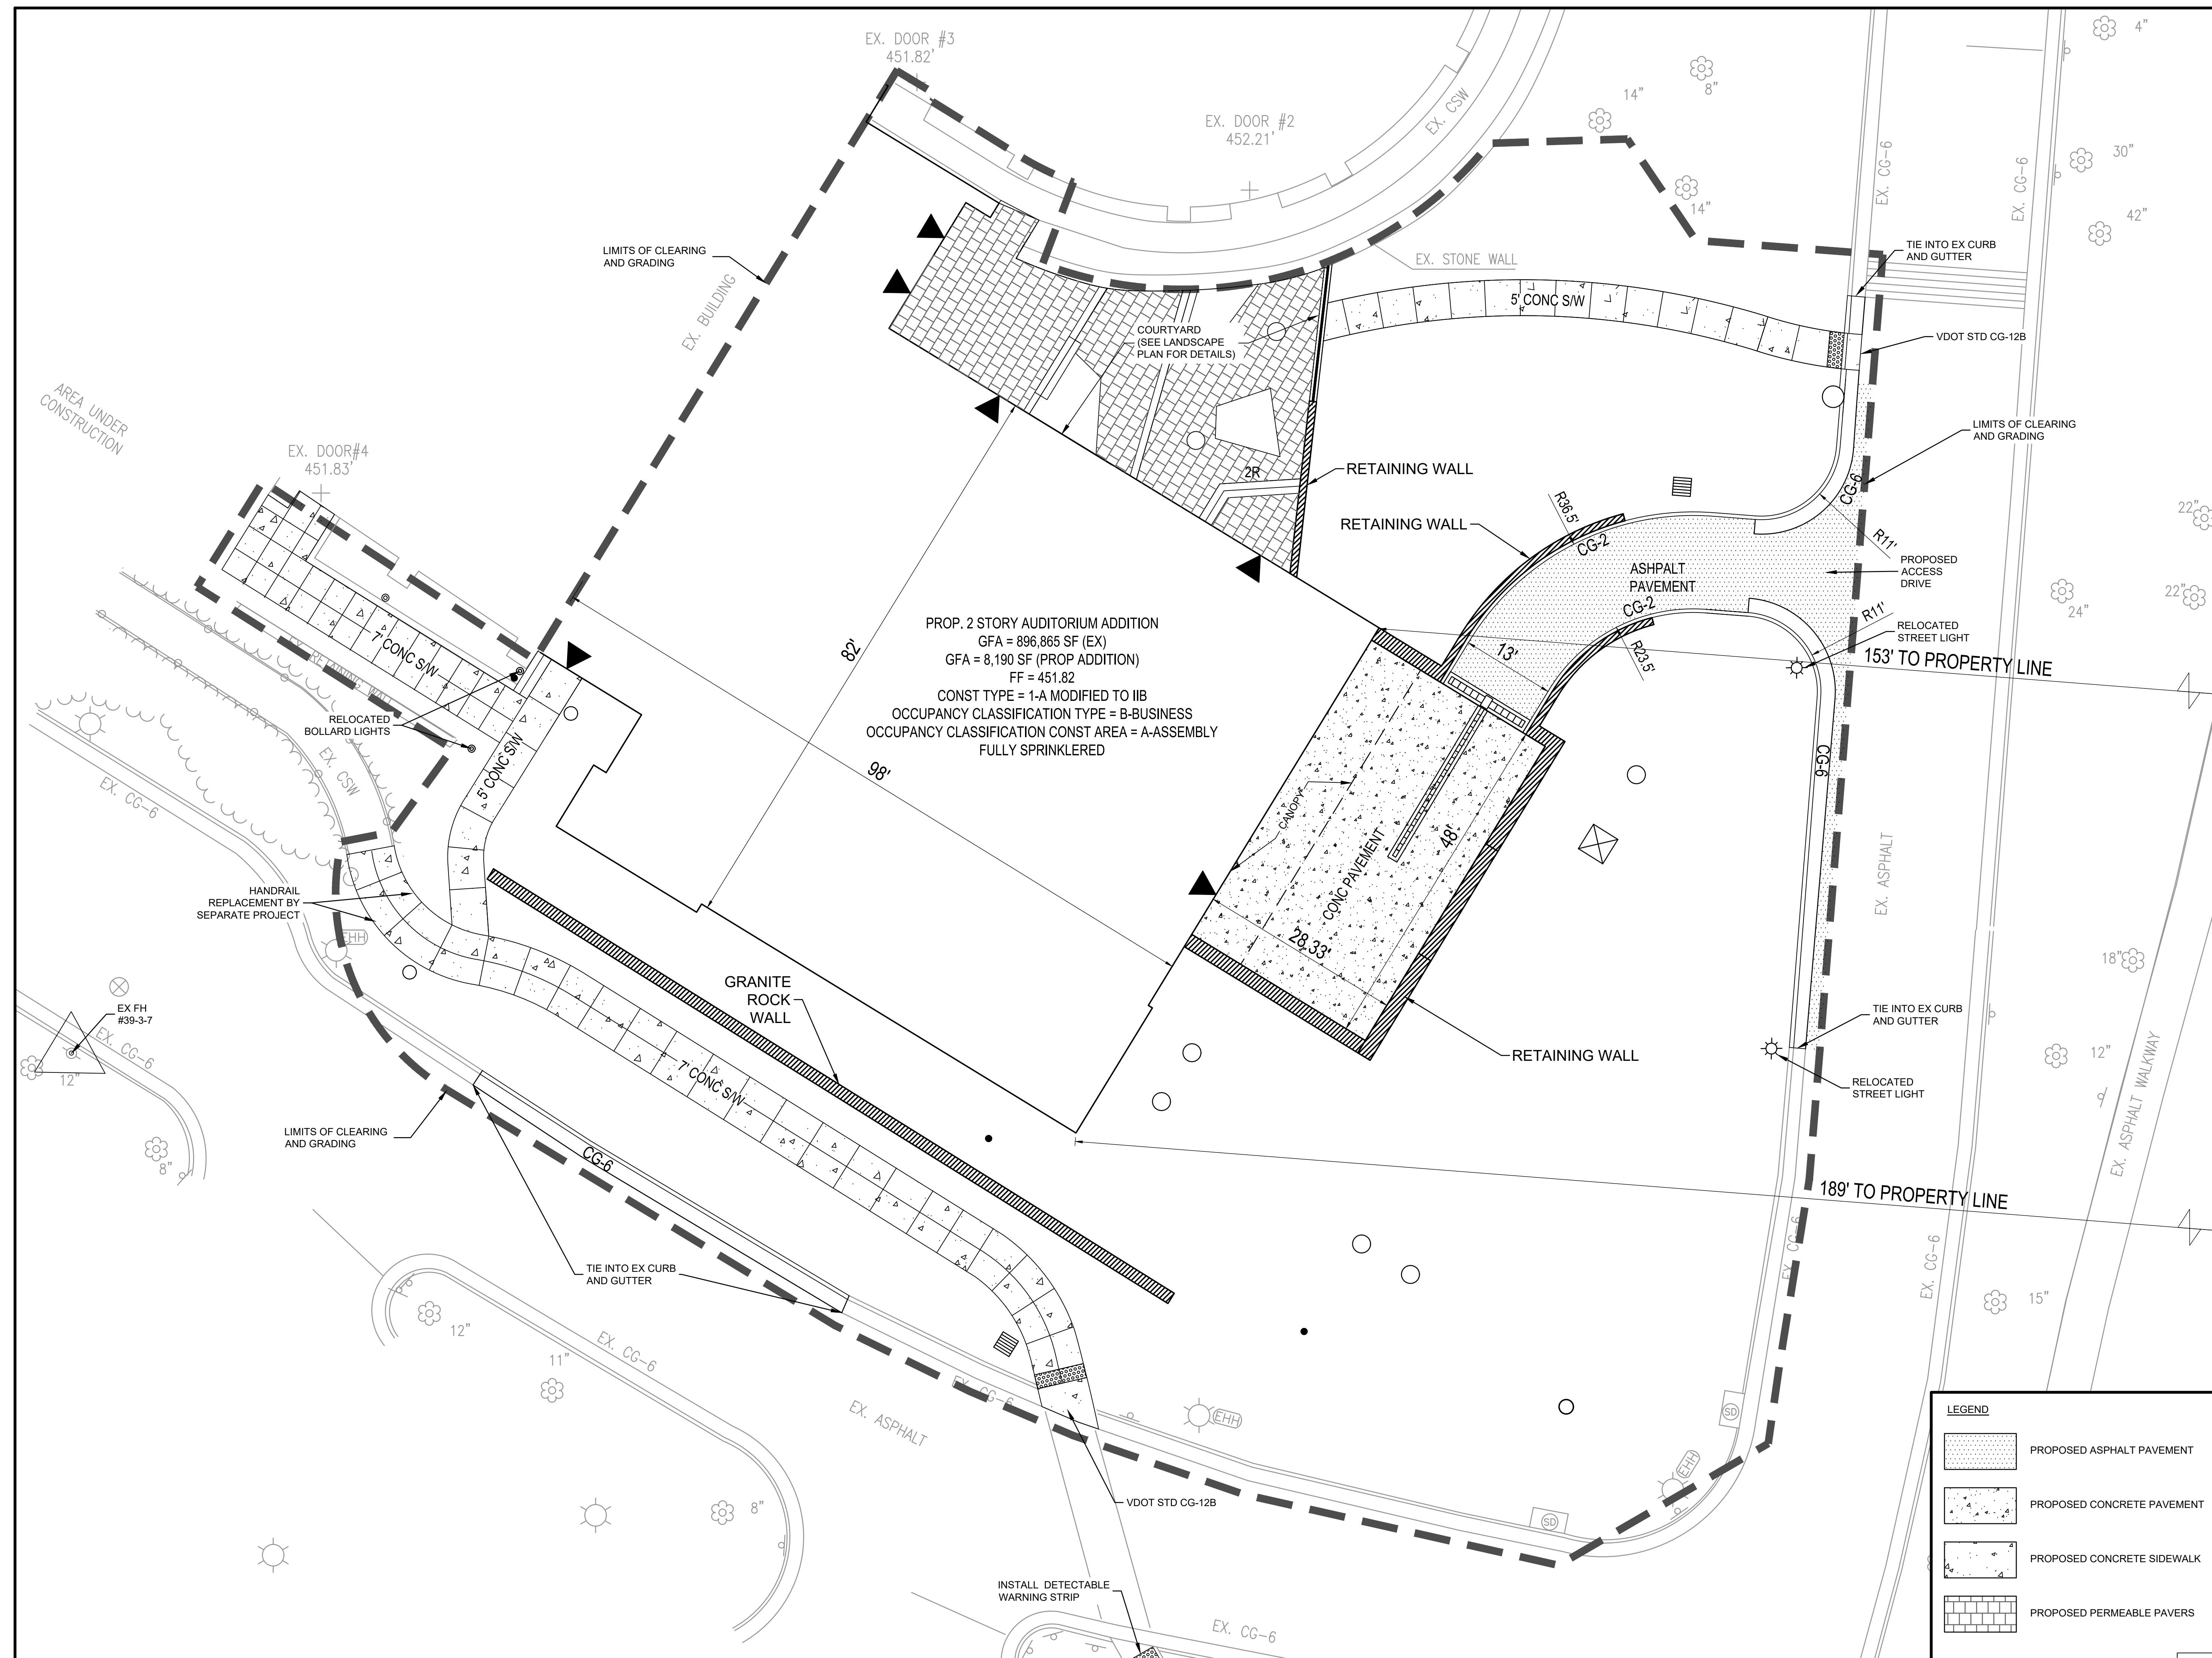 EX. DOOR #3
451.82'
EX. DOOR #2
452.21'
EX. CSW
14"
8"
4"
30"
42"
14"
EX. CG-6
EX. CG-6
TIE INTO EX CURB
AND GUTTER
LIMITS OF CLEARING
AND GRADING
EX. BUILDING
EX. STONE WALL
5' CONC S/W
VDOT STD CG-12B
COURTYARD
(SEE LANDSCAPE
PLAN FOR DETAILS)
AREA UNDER
CONSTRUCTION
EX. DOOR#4
451.83'
LIMITS OF CLEARING
AND GRADING
2R
RETAINING WALL
RETAINING WALL
R36.5'
CG-2
CG-6
R11'
22"
ASHPALT
PAVEMENT
PROPOSED
ACCESS
DRIVE
CG-2
R11'
24"
22"
RELOCATED
STREET LIGHT
13'
R23.5'
153' TO PROPERTY LINE
PROP. 2 STORY AUDITORIUM ADDITION
GFA = 896,865 SF (EX)
GFA = 8,190 SF (PROP ADDITION)
FF = 451.82
CONST TYPE = 1-A MODIFIED TO IIB
OCCUPANCY CLASSIFICATION TYPE = B-BUSINESS
OCCUPANCY CLASSIFICATION CONST AREA = A-ASSEMBLY
FULLY SPRINKLERED
82'
98'
7' CONC S/W
RETAINING WALL
RELOCATED
BOLLARD LIGHTS
5' CONC S/W
EX. CSW
EX. CG-6
CANOPY
CONC PAVEMENT
48'
28.33'
CG-6
EX. ASPHALT
HANDRAIL
REPLACEMENT BY
SEPARATE PROJECT
EHH
GRANITE
ROCK
WALL
18"
EX FH
#39-3-7
EX. CG-6
12"
TIE INTO EX CURB
AND GUTTER
RETAINING WALL
12"
RELOCATED
STREET LIGHT
EX. ASPHALT WALKWAY
7' CONC S/W
LIMITS OF CLEARING
AND GRADING
8"
CG-6
189' TO PROPERTY LINE
EX. CG-6
EX. CG-6
TIE INTO EX CURB
AND GUTTER
15"
12"
11"
EX. CG-6
EX. CG-6
EX. ASPHALT
EHH
SD
EHH
SD
8"
VDOT STD CG-12B
INSTALL DETECTABLE
WARNING STRIP
EX. CG-6
LEGEND
PROPOSED ASPHALT PAVEMENT
PROPOSED CONCRETE PAVEMENT
PROPOSED CONCRETE SIDEWALK
PROPOSED PERMEABLE PAVERS